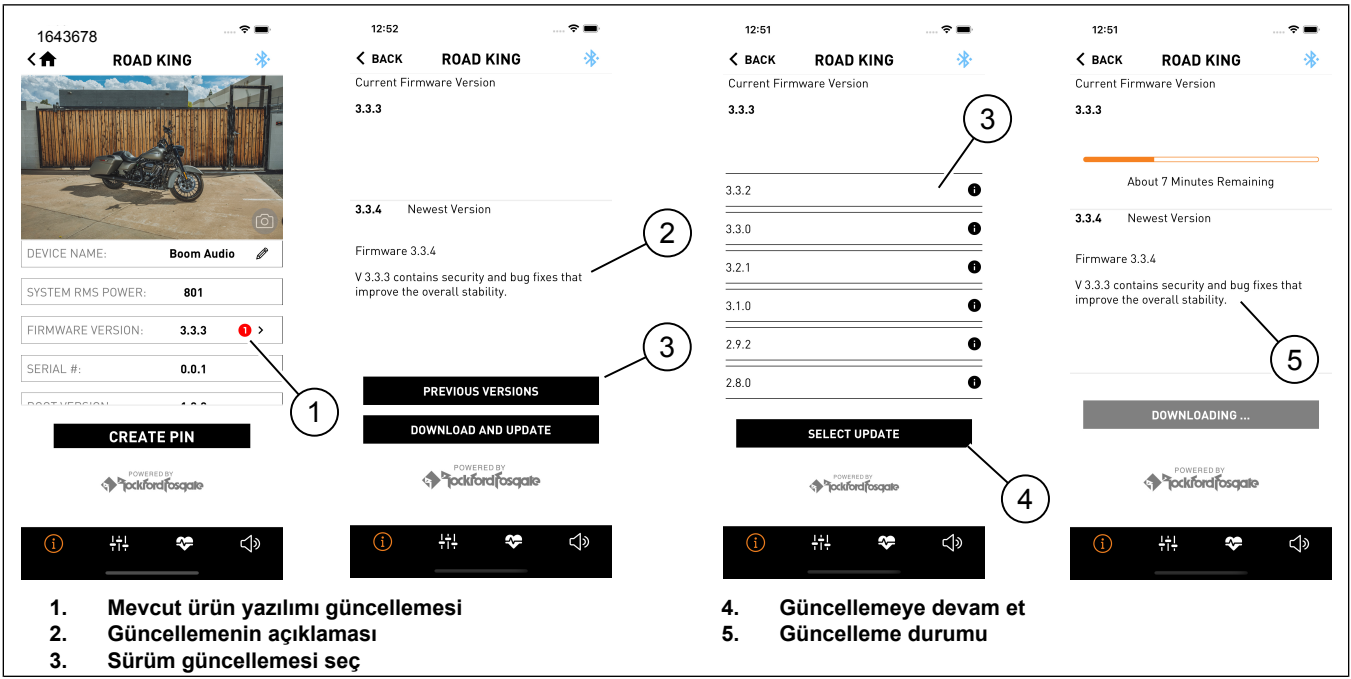 1643678
ROAD KING
DEVICE NAME: Boom Audio
SYSTEM RMS POWER: 801
FIRMWARE VERSION: 3.3.3 1
SERIAL #: 0.0.1
CREATE PIN
POWERED BY
rockford fosgate
1
12:52
BACK ROAD KING
Current Firmware Version
3.3.3
3.3.4 Newest Version
Firmware 3.3.4
V 3.3.3 contains security and bug fixes that
improve the overall stability.
2
3
PREVIOUS VERSIONS
DOWNLOAD AND UPDATE
POWERED BY
rockford fosgate
12:51
BACK ROAD KING
Current Firmware Version
3.3.3
3
3.3.2
3.3.0
3.2.1
3.1.0
2.9.2
2.8.0
SELECT UPDATE
4
POWERED BY
rockford fosgate
12:51
BACK ROAD KING
Current Firmware Version
3.3.3
About 7 Minutes Remaining
3.3.4 Newest Version
Firmware 3.3.4
V 3.3.3 contains security and bug fixes that
improve the overall stability.
5
DOWNLOADING ...
POWERED BY
rockford fosgate
1. Mevcut ürün yazılımı güncellemesi
2. Güncellemenin açıklaması
3. Sürüm güncellemesi seç
4. Güncellemeye devam et
5. Güncelleme durumu